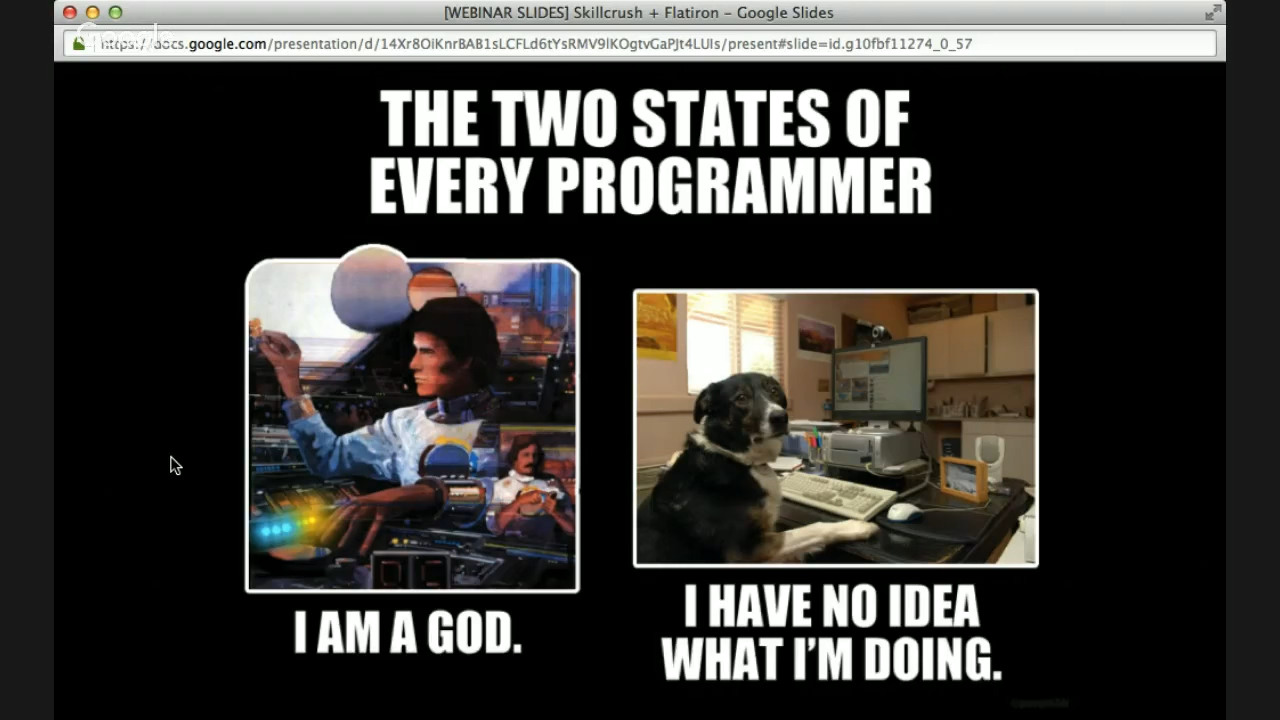 [WEBINAR SLIDES] Skillcrush + Flatiron – Google Slides
Google
https://docs.google.com/presentation/d/14Xr8OiKnrBAB1sLCFLd6tYsRMV9lKOgtvGaPJt4LUIs/present#slide=id.g10fbf11274_0_57
THE TWO STATES OF
EVERY PROGRAMMER
I AM A GOD.
I HAVE NO IDEA
WHAT I'M DOING.